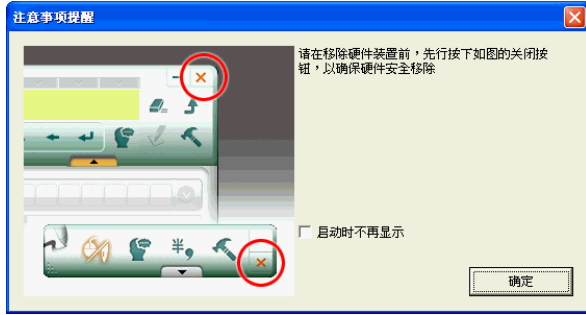 注意事项提醒
请在移除硬件装置前，先行按下如图的关闭按
钮，以确保硬件安全移除
半，
启动时不再显示
确定